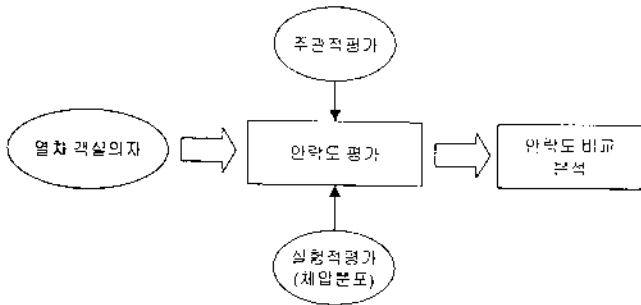 주관적평가
열차 객실의자
안락도 평가
안락도 비교
분석
실험적평가
(체압분포)